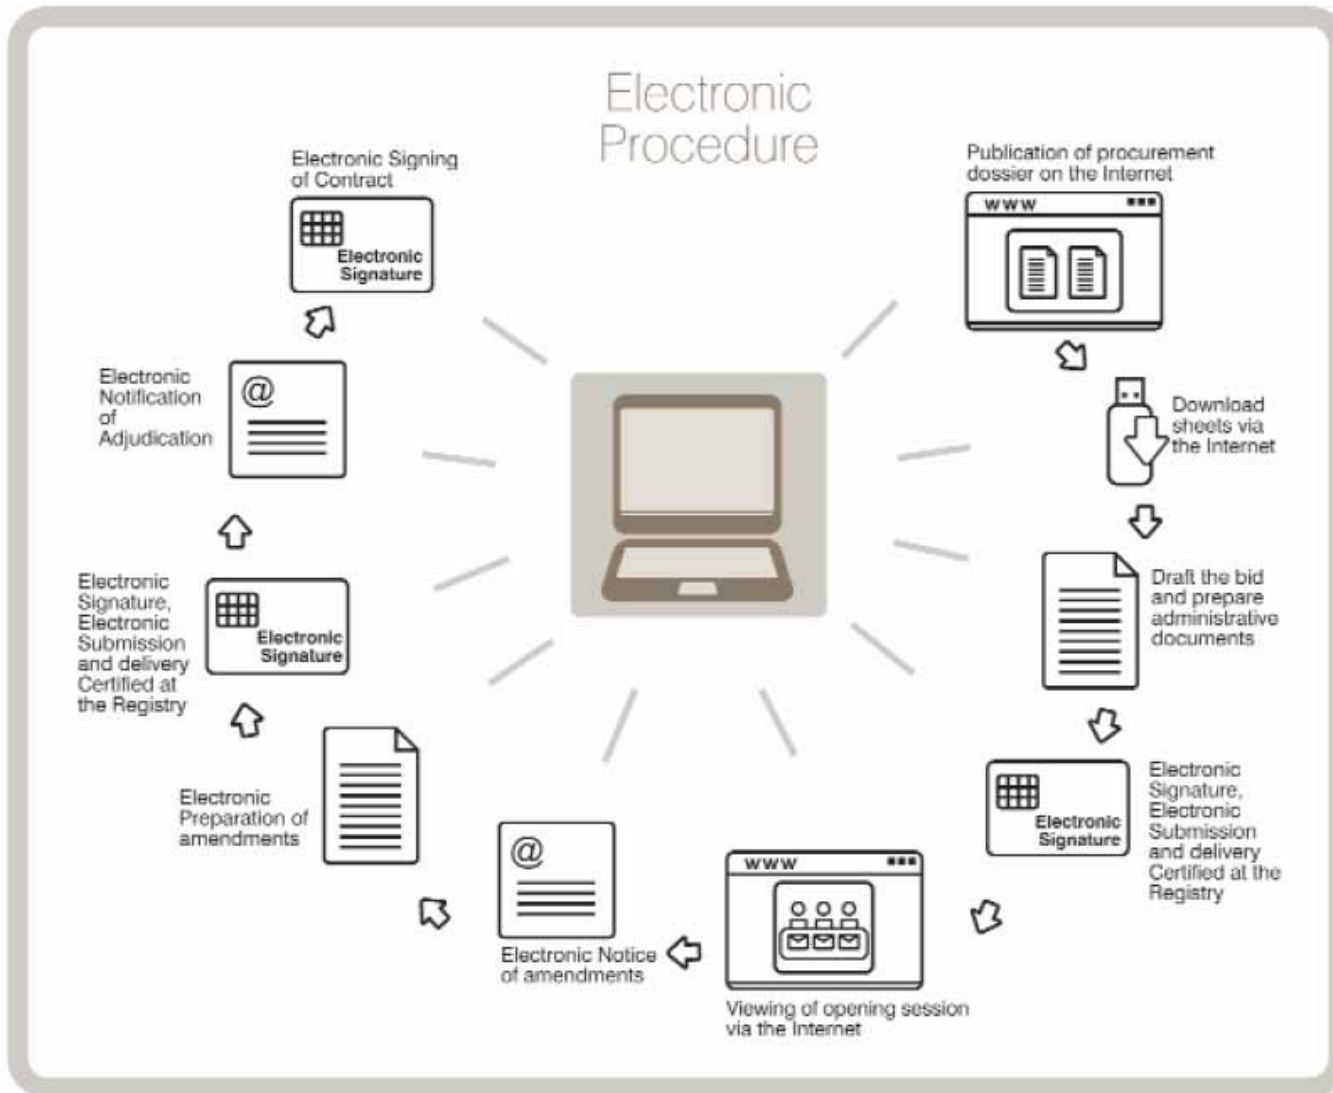 Electronic
Procedure
Publication of procurement
dossier on the Internet
WWW
Download
sheets via
the Internet
Draft the bid
and prepare
administrative
documents
Electronic
Signature,
Electronic
Submission
and delivery
Certified at the
Registry
Electronic
Signature
WWW
Viewing of opening session
via the Internet
@
Electronic Notice
of amendments
Electronic
Preparation of
amendments
Electronic
Signature,
Electronic
Submission
and delivery
Certified at
the Registry
Electronic
Signature
Electronic
Notification
of
Adjudication
@
Electronic Signing
of Contract
Electronic
Signature